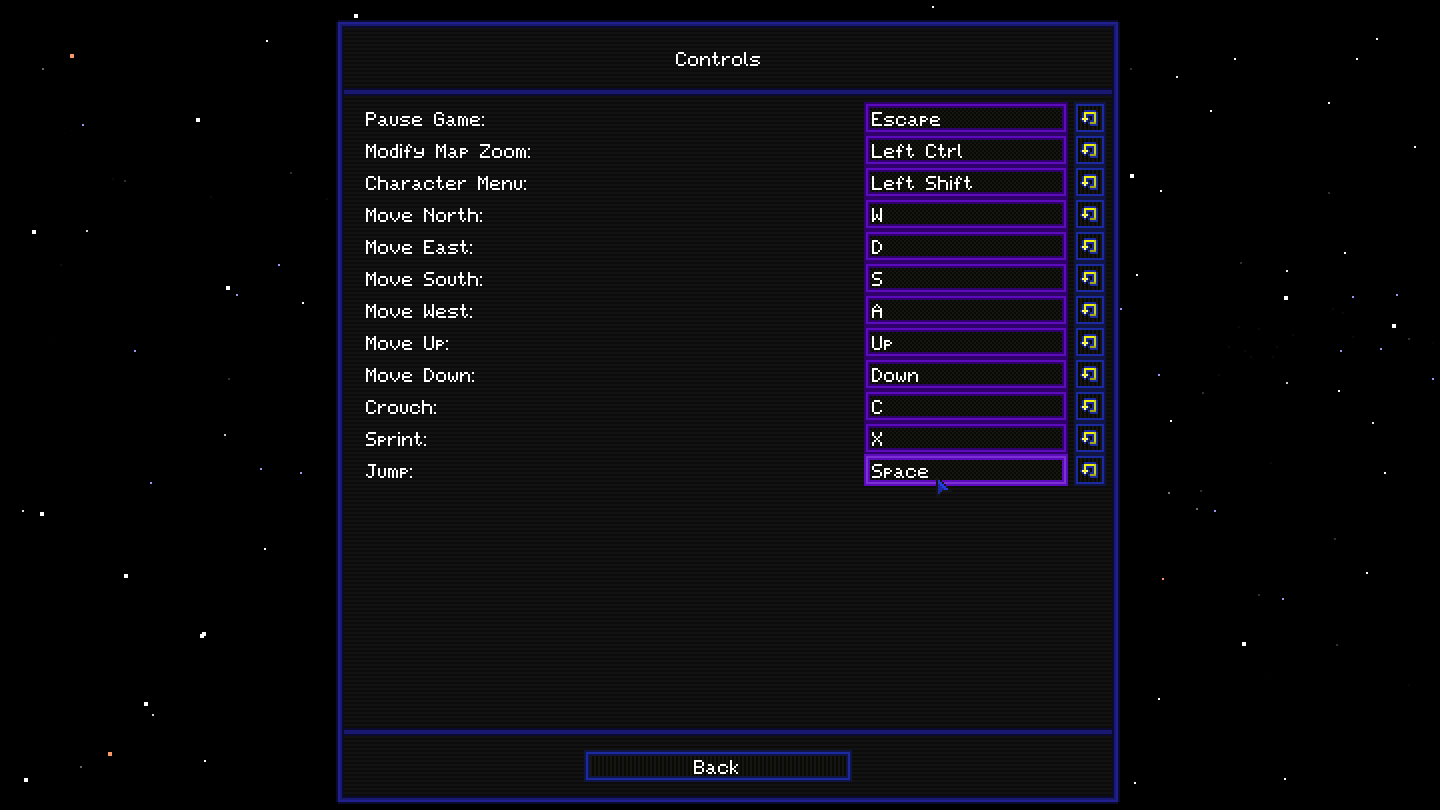 Controls
Pause Game: Escape
Modify Map Zoom: Left Ctrl
Character Menu: Left Shift
Move North: W
Move East: D
Move South: S
Move West: A
Move Up: Up
Move Down: Down
Crouch: C
Sprint: X
Jump: Space
Back